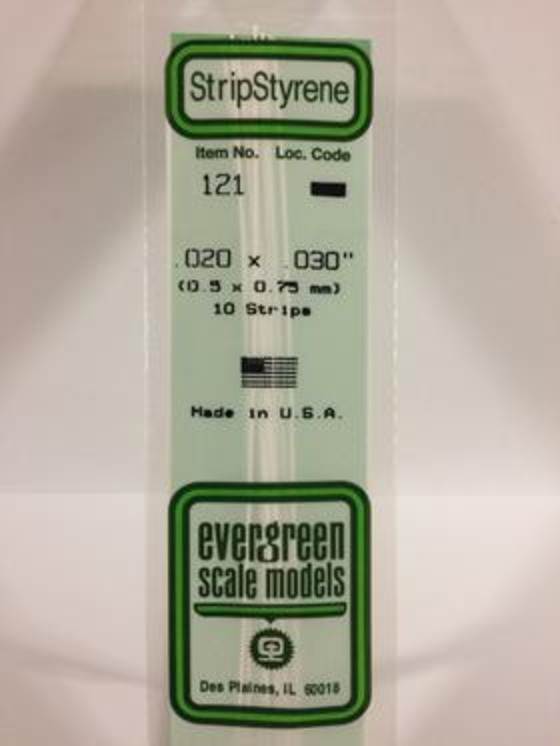 StripStyrene
Item No. Loc. Code
121
.020 x .030"
(0.5 x 0.75 mm)
10 Strips
Made in U.S.A.
evergreen
scale models
Des Plaines, IL 60018